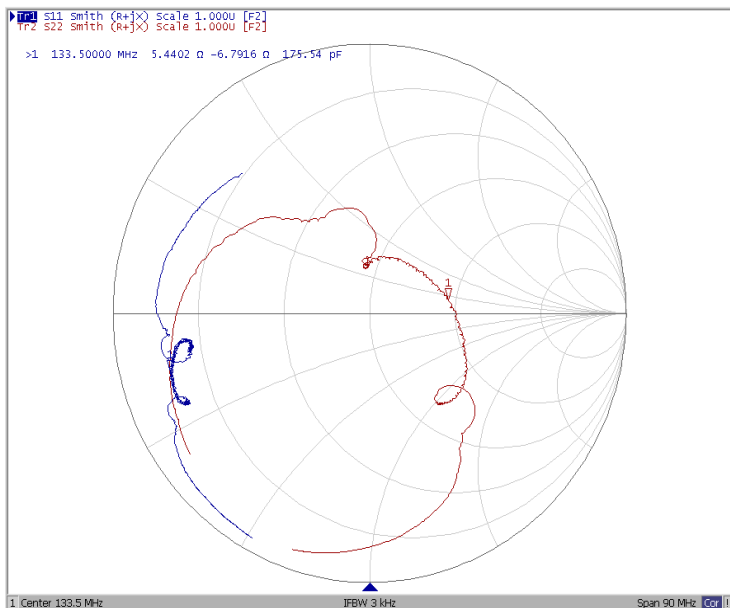 Tr1 S11 Smith (R+jX) Scale 1.000U [F2]
Tr2 S22 Smith (R+jX) Scale 1.000U [F2]
>1 133.50000 MHz 5.4402 Ω -6.7916 Ω 175.54 pF
1
1
1 Center 133.5 MHz IFBW 3 kHz Span 90 MHz Cor !